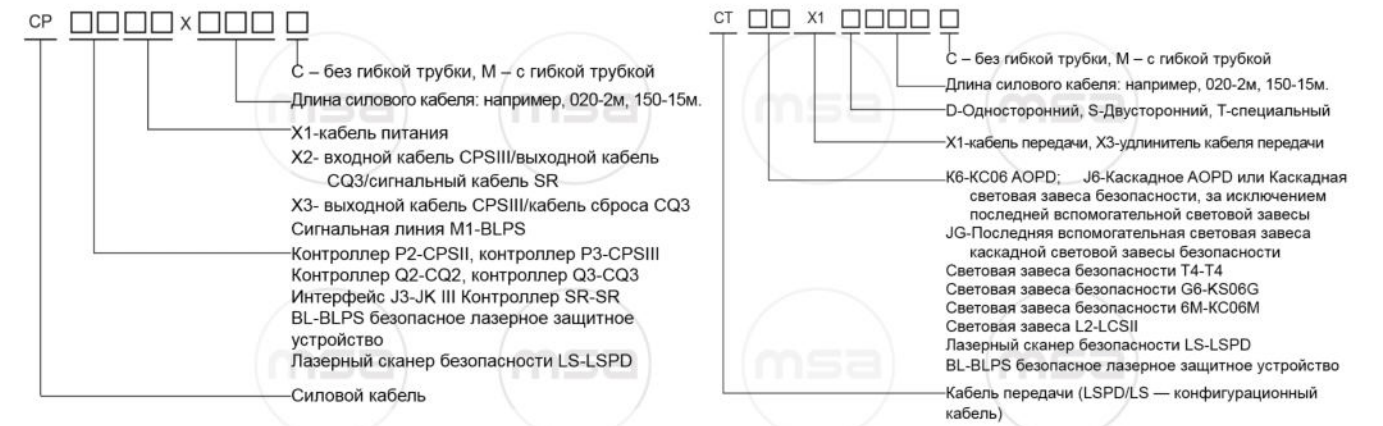 CP □□□□ X □□□ □
С – без гибкой трубки, М – с гибкой трубкой
Длина силового кабеля: например, 020-2м, 150-15м.
X1-кабель питания
X2- входной кабель CPSIII/выходной кабель
CQ3/сигнальный кабель SR
X3- выходной кабель CPSIII/кабель сброса CQ3
Сигнальная линия M1-BLPS
Контроллер P2-CPSII, контроллер P3-CPSIII
Контроллер Q2-CQ2, контроллер Q3-CQ3
Интерфейс J3-JK III Контроллер SR-SR
BL-BLPS безопасное лазерное защитное
устройство
Лазерный сканер безопасности LS-LSPD
Силовой кабель
CT □□ X1 □□□□ □
С – без гибкой трубки, М – с гибкой трубкой
Длина силового кабеля: например, 020-2м, 150-15м.
D-Односторонний, S-Двусторонний, T-специальный
X1-кабель передачи, X3-удлинитель кабеля передачи
K6-KC06 AOPD; J6-Каскадное AOPD или Каскадная
световая завеса безопасности, за исключением
последней вспомогательной световой завесы
JG-Последняя вспомогательная световая завеса
каскадной световой завесы безопасности
Световая завеса безопасности T4-T4
Световая завеса безопасности G6-KS06G
Световая завеса безопасности 6M-KC06M
Световая завеса L2-LCSII
Лазерный сканер безопасности LS-LSPD
BL-BLPS безопасное лазерное защитное устройство
Кабель передачи (LSPD/LS — конфигурационный
кабель)
msa
msa
msa
msa
msa
msa
msa
msa